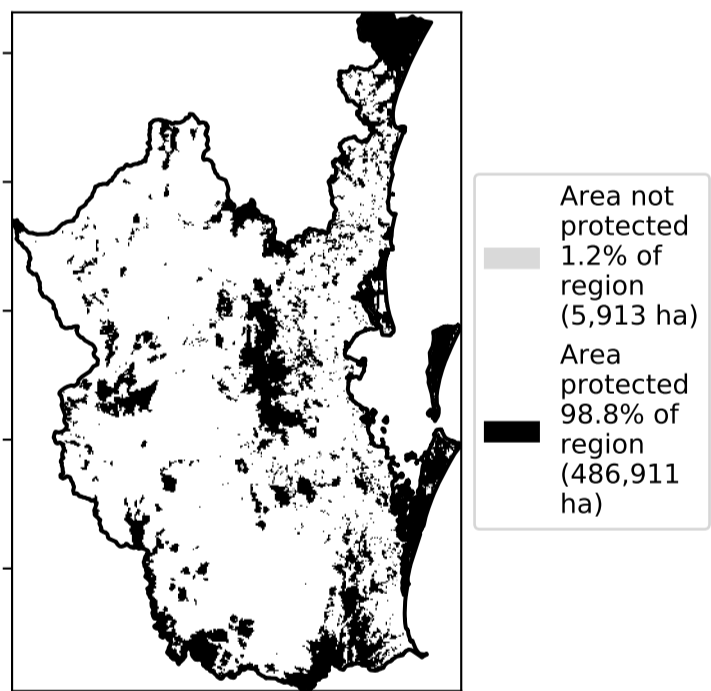 Area not
protected
1.2% of
region
(5,913 ha)
Area
protected
98.8% of
region
(486,911
ha)